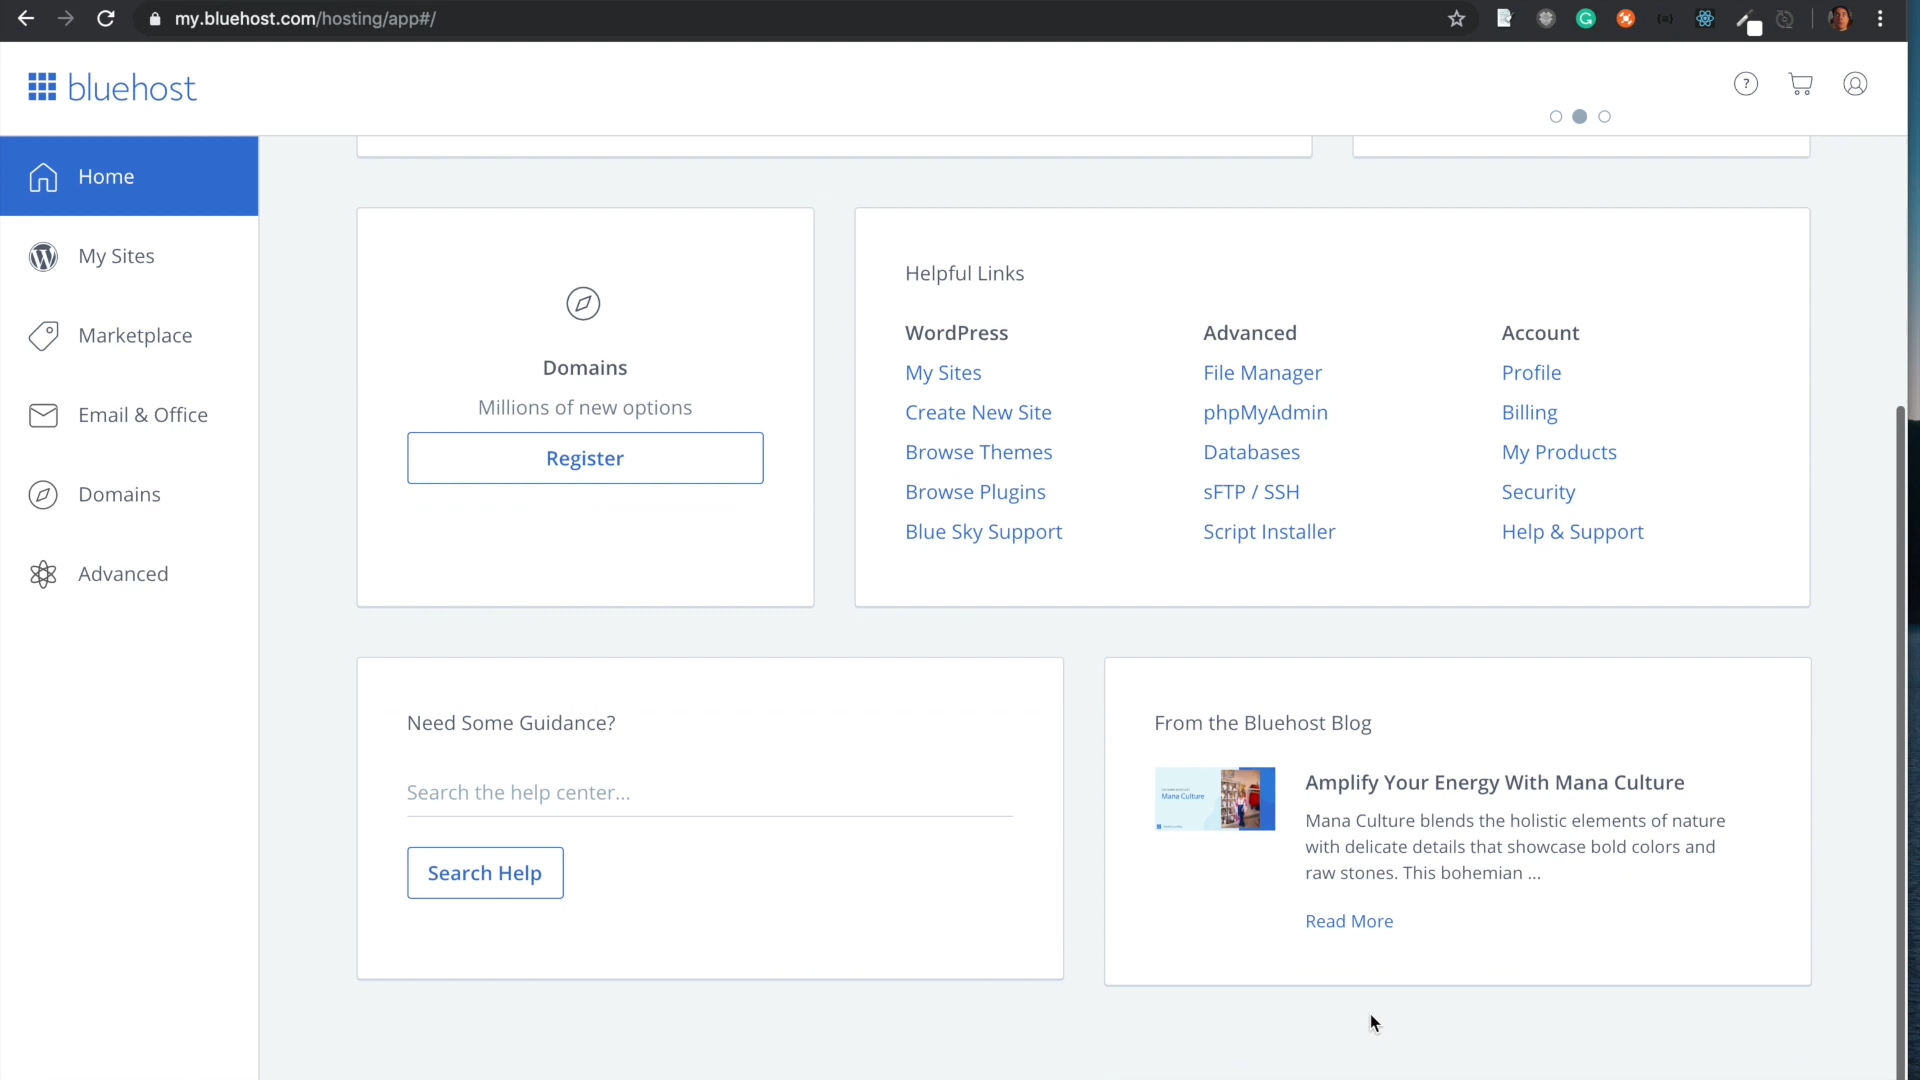 my.bluehost.com/hosting/app#/
bluehost
Home
My Sites
Marketplace
Email & Office
Domains
Advanced
Domains
Millions of new options
Register
Helpful Links
WordPress
My Sites
Create New Site
Browse Themes
Browse Plugins
Blue Sky Support
Advanced
File Manager
phpMyAdmin
Databases
sFTP / SSH
Script Installer
Account
Profile
Billing
My Products
Security
Help & Support
Need Some Guidance?
Search the help center...
Search Help
From the Bluehost Blog
Mana Culture
Amplify Your Energy With Mana Culture
Mana Culture blends the holistic elements of nature
with delicate details that showcase bold colors and
raw stones. This bohemian ...
Read More